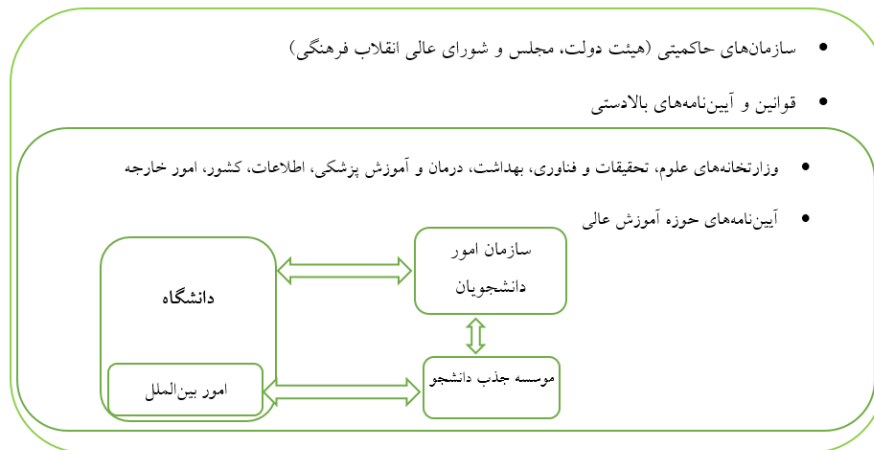 • سازمان‌های حاکمیتی (هیئت دولت، مجلس و شورای عالی انقلاب فرهنگی)
• قوانین و آیین‌نامه‌های بالادستی
• وزارتخانه‌های علوم، تحقیقات و فناوری، بهداشت، درمان و آموزش پزشکی، اطلاعات، کشور، امور خارجه
• آیین‌نامه‌های حوزه آموزش عالی
سازمان امور
دانشجویان
دانشگاه
موسسه جذب دانشجو
امور بین‌الملل